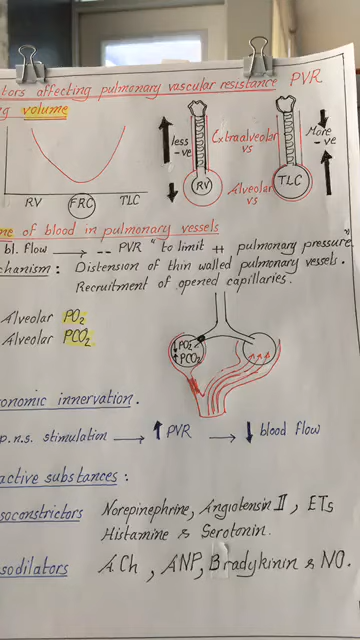 ctors affecting pulmonary vascular resistance PVR
ng volume
RV FRC TLC
less -ve
Extraalveolar vs
More -ve
RV
Alveolar vs
TLC
me of blood in pulmonary vessels
bl. flow → -- PVR " to limit ++ pulmonary pressure "
chanism : Distension of thin walled pulmonary vessels.
Recruitment of opened capillaries.
Alveolar PO2
Alveolar PCO2
↓PO2
↑PCO2
onomic innervation.
p.n.s. stimulation → ↑ PVR → ↓ blood flow
active substances :
soconstrictors Norepinephrine, Angiotensin II, ETs
Histamine & Serotonin.
sodilators ACh, ANP, Bradykinin & NO.